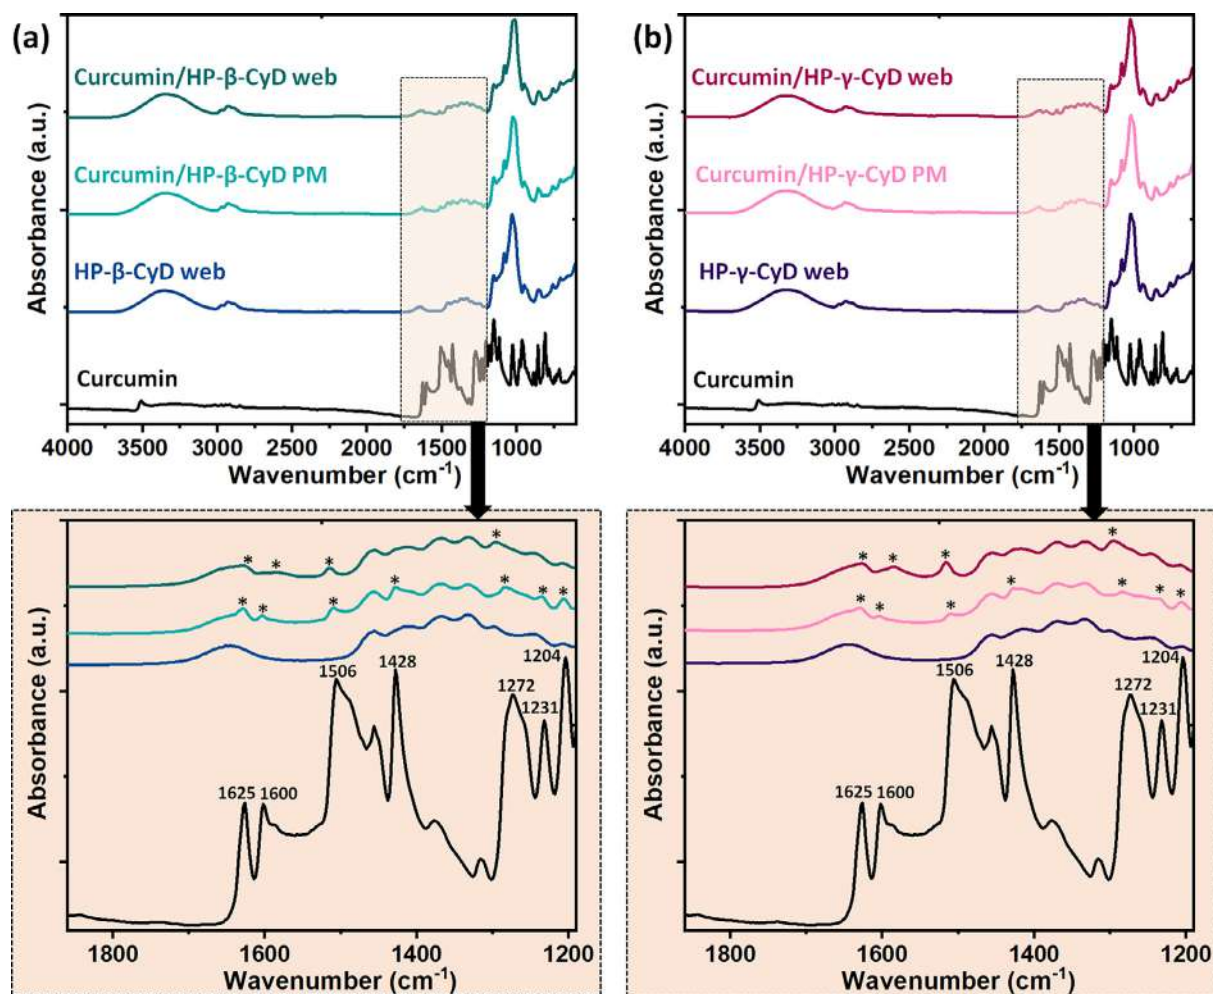 (a)
Curcumin/HP-β-CyD web
Curcumin/HP-β-CyD PM
HP-β-CyD web
Curcumin
Absorbance (a.u.)
4000 3500 3000 2500 2000 1500 1000
Wavenumber (cm⁻¹)
(b)
Curcumin/HP-γ-CyD web
Curcumin/HP-γ-CyD PM
HP-γ-CyD web
Curcumin
Absorbance (a.u.)
4000 3500 3000 2500 2000 1500 1000
Wavenumber (cm⁻¹)
* * * *
* * * * * * *
1204
1506 1428
1272
1231
1625 1600
Absorbance (a.u.)
1800 1600 1400 1200
Wavenumber (cm⁻¹)
* * * *
* * * * * * *
1204
1506 1428
1272
1231
1625 1600
Absorbance (a.u.)
1800 1600 1400 1200
Wavenumber (cm⁻¹)